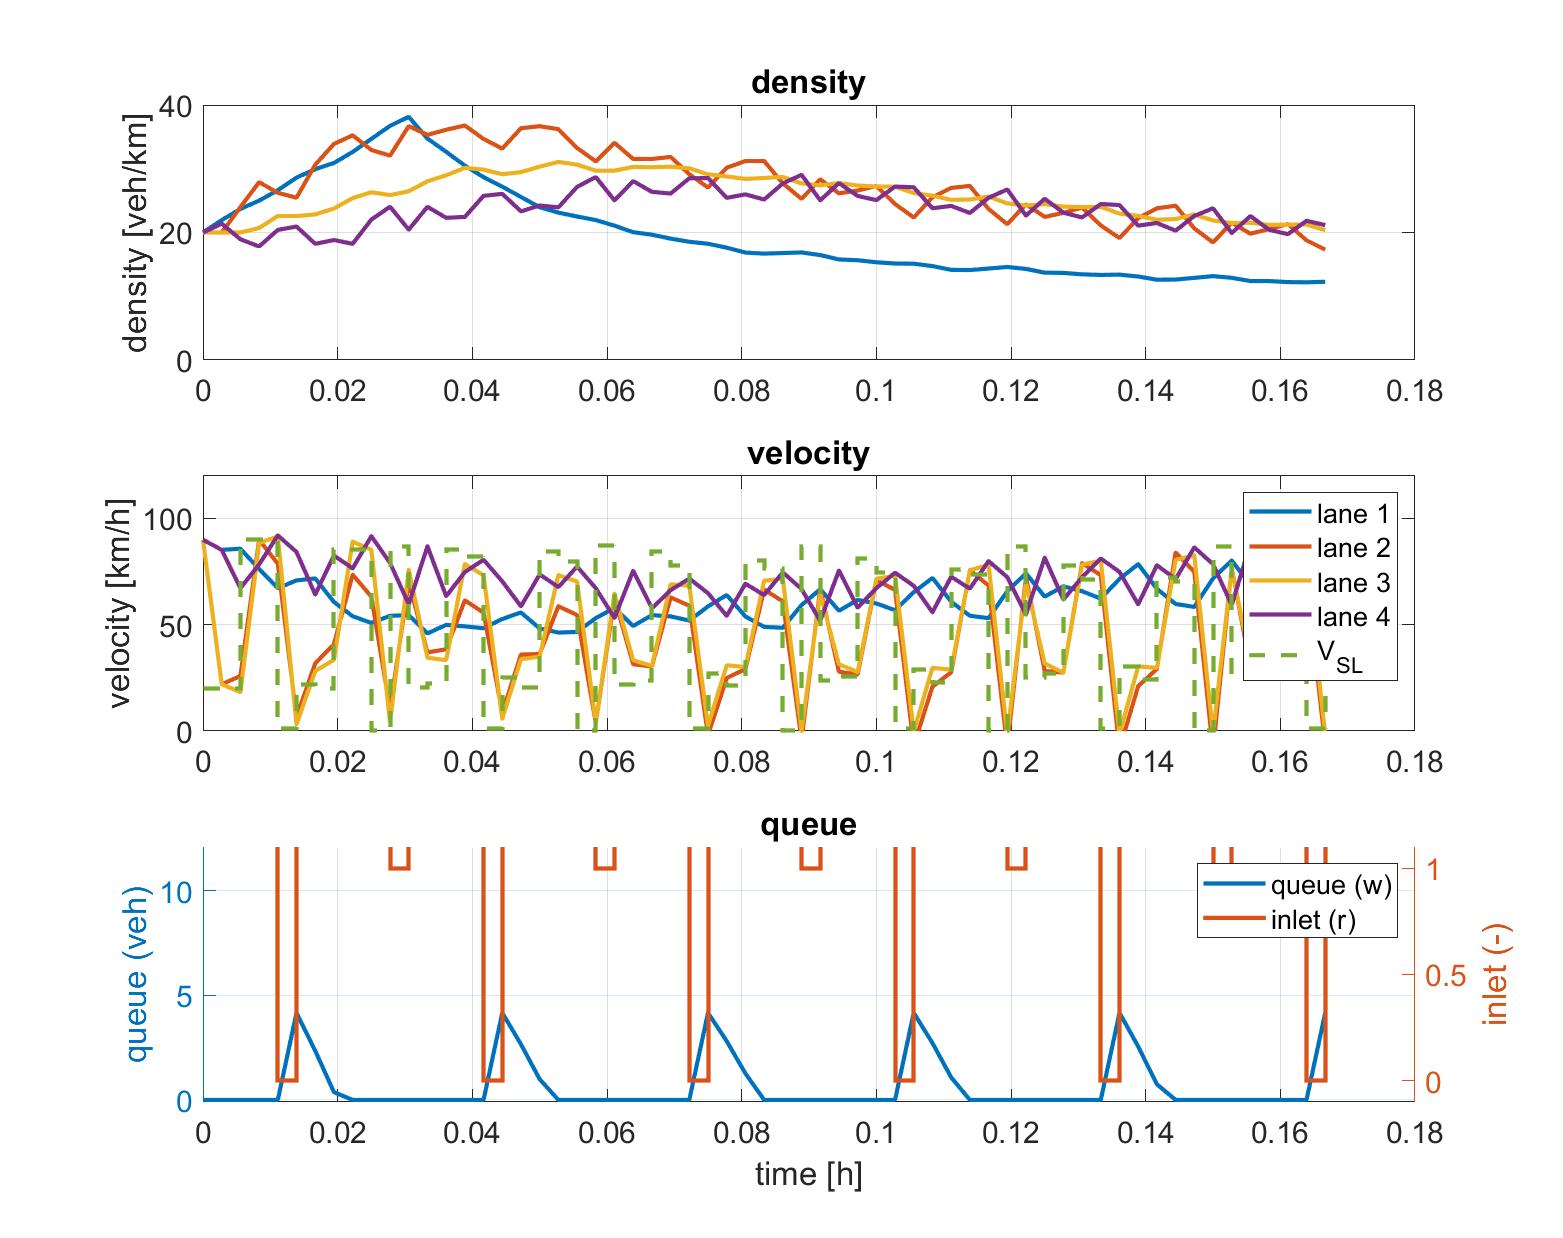 density
density [veh/km]
40
20
0
0 0.02 0.04 0.06 0.08 0.1 0.12 0.14 0.16 0.18
velocity
velocity [km/h]
100
50
0
lane 1
lane 2
lane 3
lane 4
V_SL
0 0.02 0.04 0.06 0.08 0.1 0.12 0.14 0.16 0.18
queue
queue (veh)
10
5
0
queue (w)
inlet (r)
1
0.5
0
inlet (-)
0 0.02 0.04 0.06 0.08 0.1 0.12 0.14 0.16 0.18
time [h]